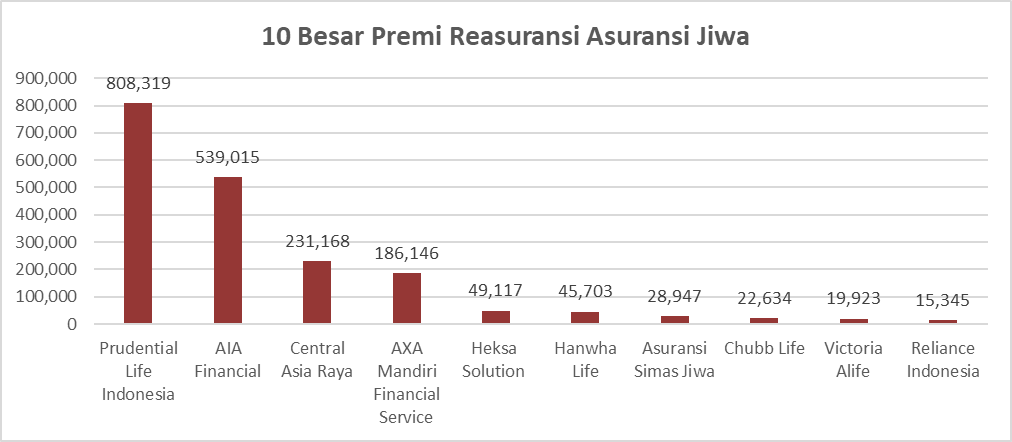 10 Besar Premi Reasuransi Asuransi Jiwa
900,000
800,000
700,000
600,000
500,000
400,000
300,000
200,000
100,000
0
808,319
539,015
231,168
186,146
49,117
45,703
28,947
22,634
19,923
15,345
Prudential
Life
Indonesia
AIA
Financial
Central
Asia Raya
AXA
Mandiri
Financial
Service
Heksa
Solution
Hanwha
Life
Asuransi
Simas Jiwa
Chubb Life
Victoria
Alife
Reliance
Indonesia